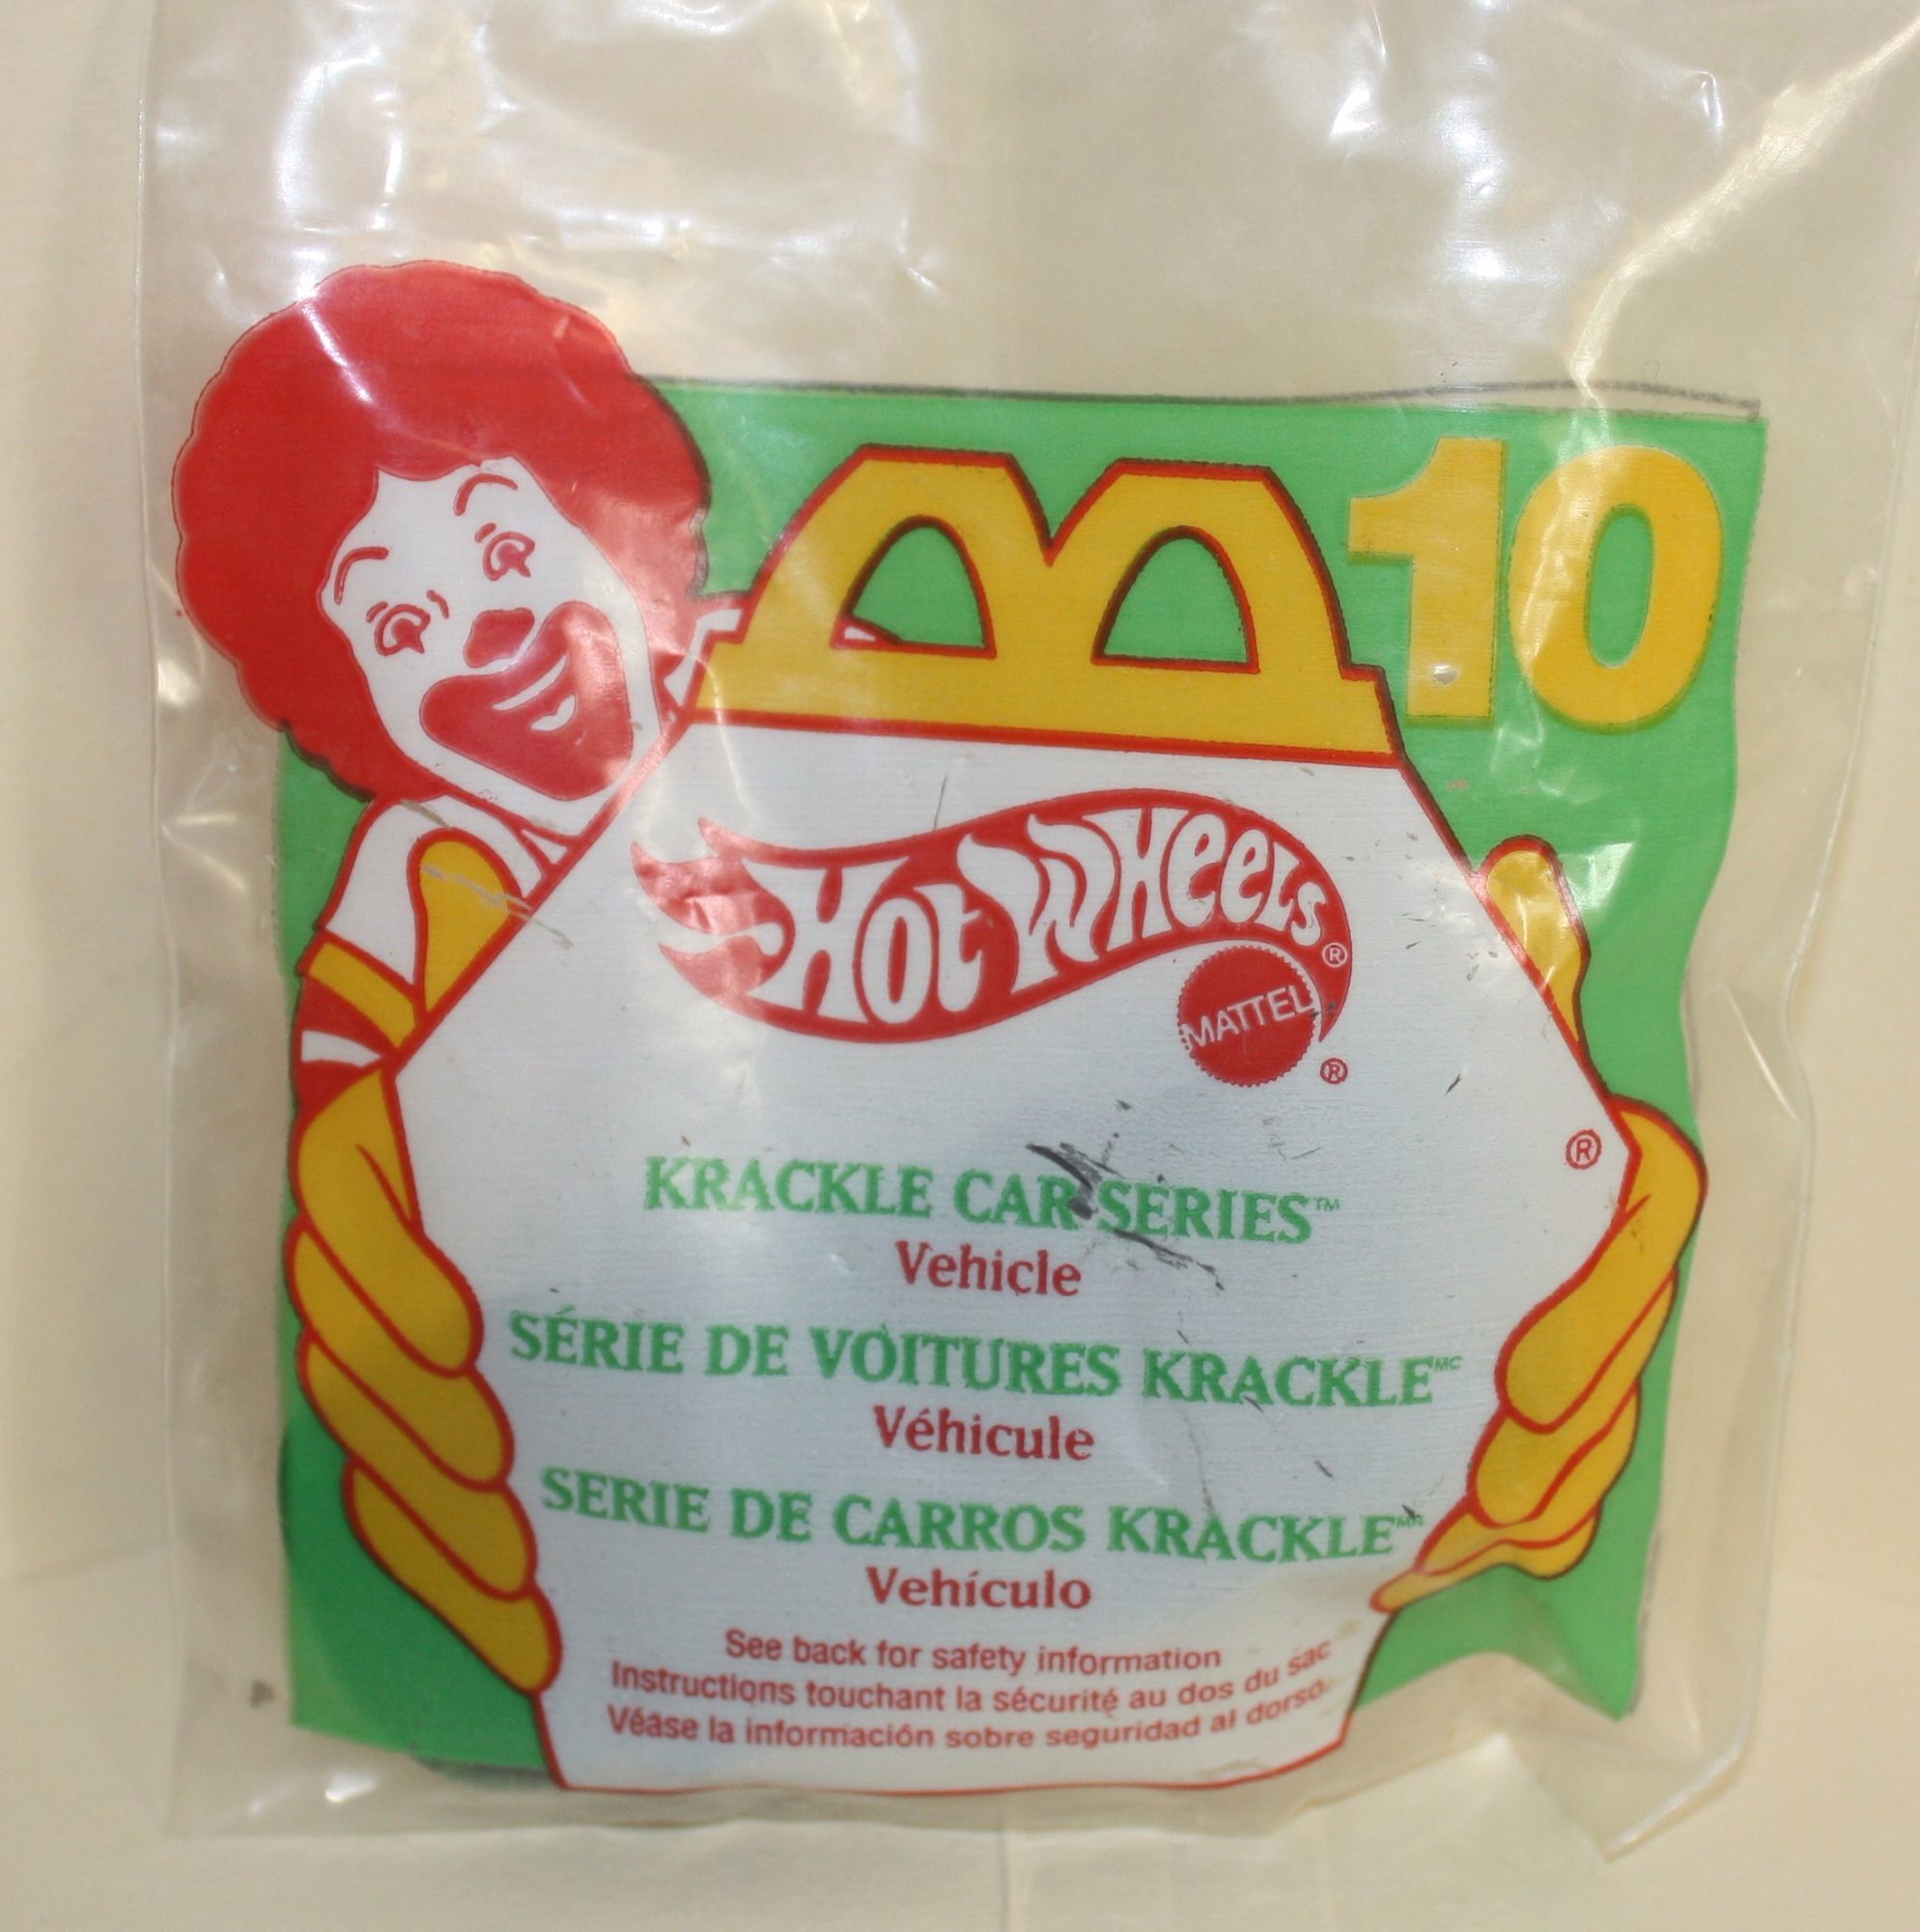 10
Hot Wheels®
MATTEL
®
®
KRACKLE CAR SERIES™
Vehicle
SÉRIE DE VOITURES KRACKLE MC
Véhicule
SERIE DE CARROS KRACKLE MR
Vehículo
See back for safety information
Instructions touchant la sécurité au dos du sac
Véase la información sobre seguridad al dorso.